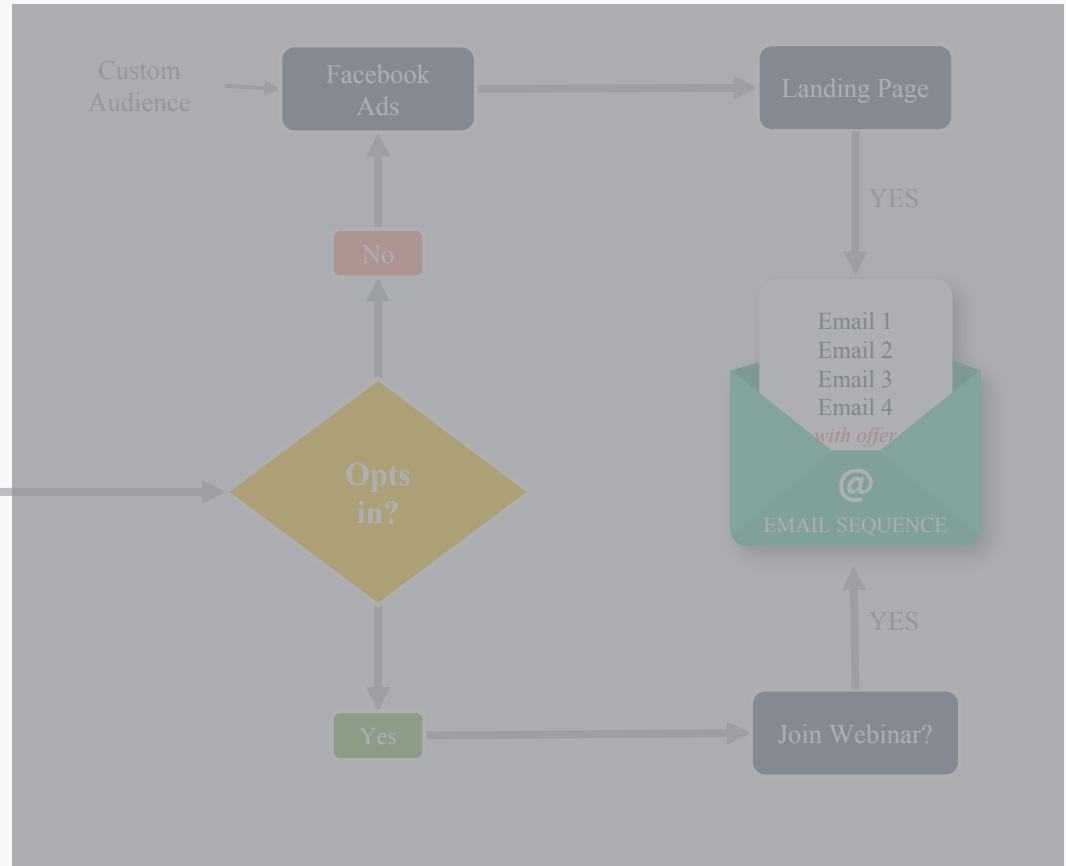 Custom
Audience
Facebook
Ads
Landing Page
YES
No
Email 1
Email 2
Email 3
Email 4
with offer
Opts
in?
@
EMAIL SEQUENCE
YES
Yes
Join Webinar?